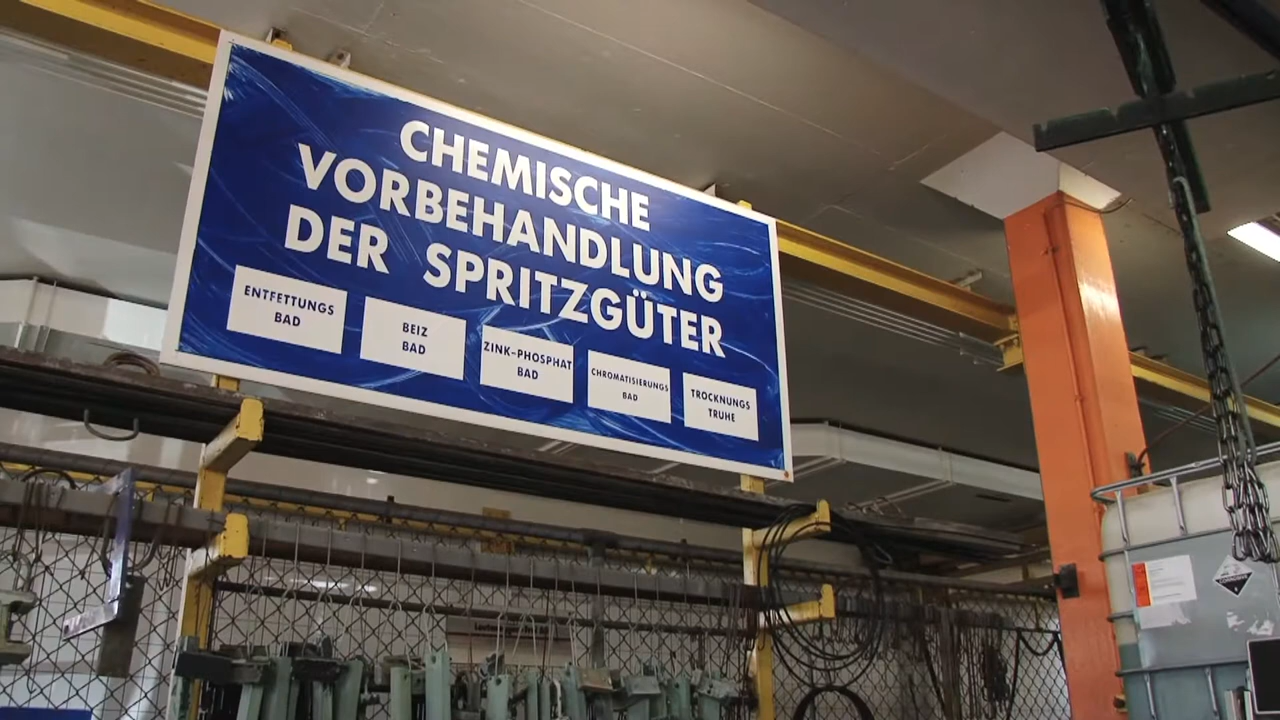 CHEMISCHE
VORBEHANDLUNG
DER SPRITZGÜTER
ENTFETTUNGS
BAD
BEIZ
BAD
ZINK-PHOSPHAT
BAD
CHROMATISIERUNGS
BAD
TROCKNUNGS
TRUHE